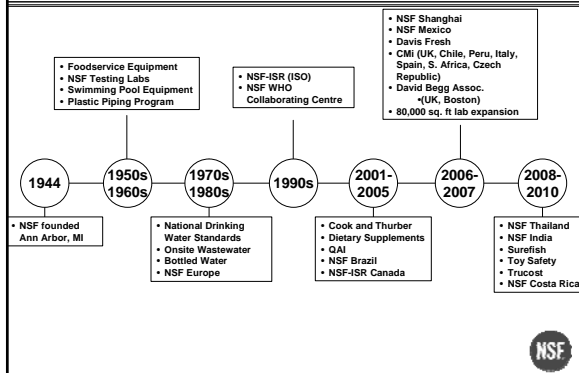 • Foodservice Equipment
• NSF Testing Labs
• Swimming Pool Equipment
• Plastic Piping Program
• NSF-ISR (ISO)
• NSF WHO
Collaborating Centre
• NSF Shanghai
• NSF Mexico
• Davis Fresh
• CMi (UK, Chile, Peru, Italy,
Spain, S. Africa, Czech
Republic)
• David Begg Assoc.
•(UK, Boston)
• 80,000 sq. ft lab expansion
1944
1950s
1960s
1970s
1980s
1990s
2001-
2005
2006-
2007
2008-
2010
• NSF founded
Ann Arbor, MI
• National Drinking
Water Standards
• Onsite Wastewater
• Bottled Water
• NSF Europe
• Cook and Thurber
• Dietary Supplements
• QAI
• NSF Brazil
• NSF-ISR Canada
• NSF Thailand
• NSF India
• Surefish
• Toy Safety
• Trucost
• NSF Costa Rica
NSF